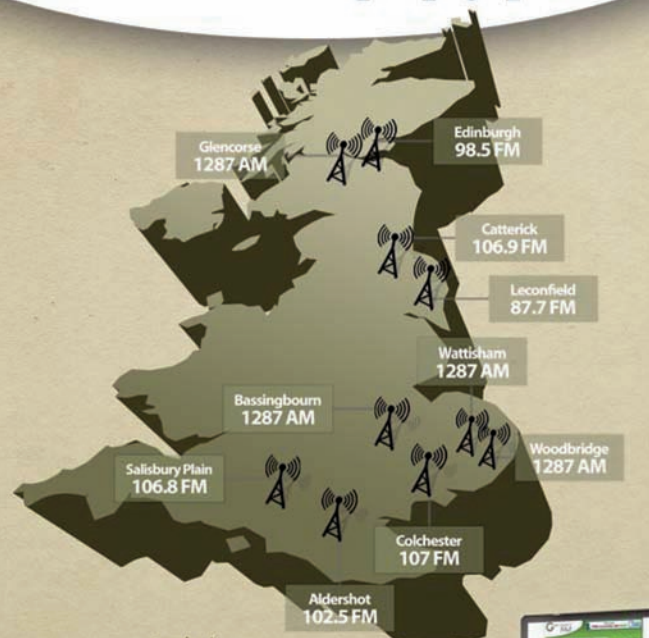 Glencorse
1287 AM
Edinburgh
98.5 FM
Catterick
106.9 FM
Leconfield
87.7 FM
Wattisham
1287 AM
Bassingbourn
1287 AM
Woodbridge
1287 AM
Salisbury Plain
106.8 FM
Colchester
107 FM
Aldershot
102.5 FM